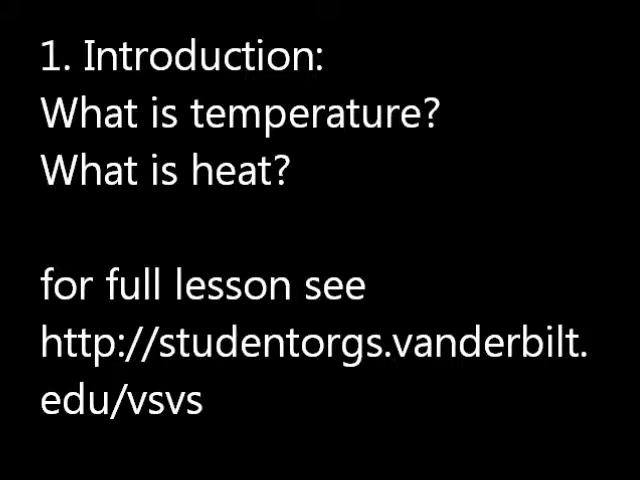 1. Introduction:
What is temperature?
What is heat?
for full lesson see
http://studentorgs.vanderbilt.
edu/vsvs